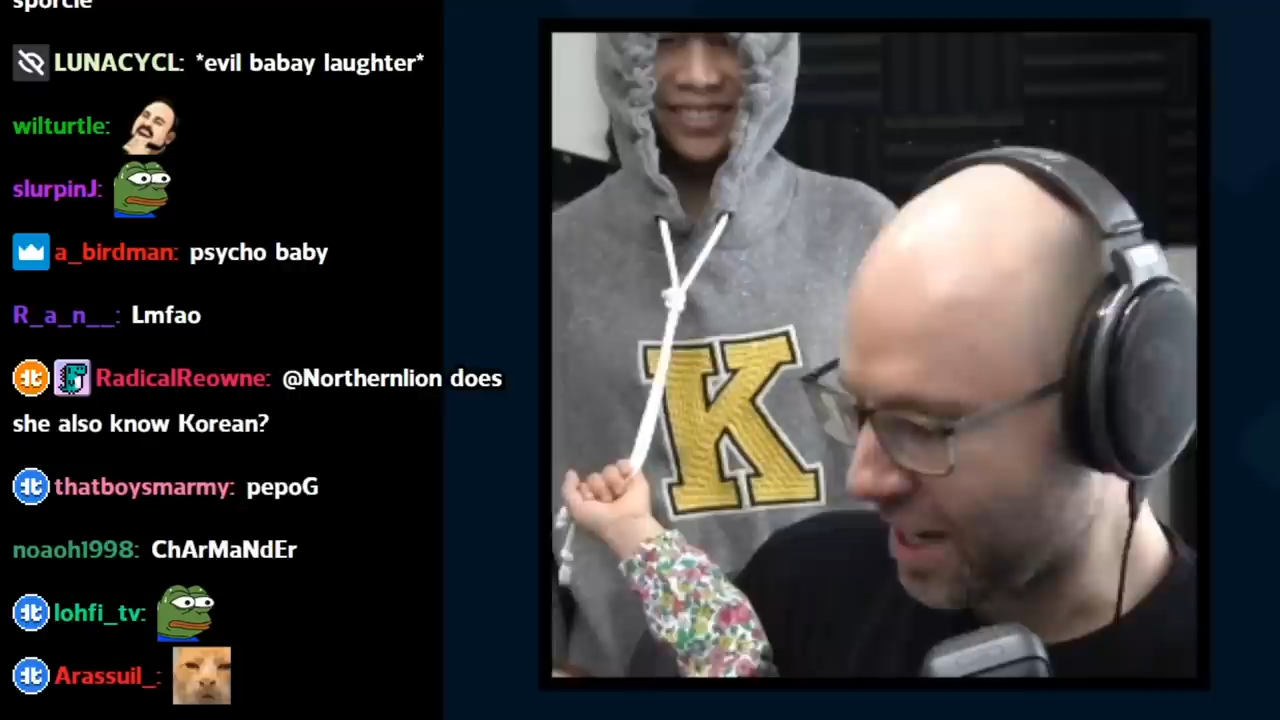 sporcle
LUNACYCL: *evil babay laughter*
wilturtle:
slurpinJ:
a_birdman: psycho baby
R_a_n__: Lmfao
RadicalReowne: @Northernlion does
she also know Korean?
thatboysmarmy: pepoG
noaoh1998: ChArMaNdEr
lohfi_tv:
Arassuil_:
K